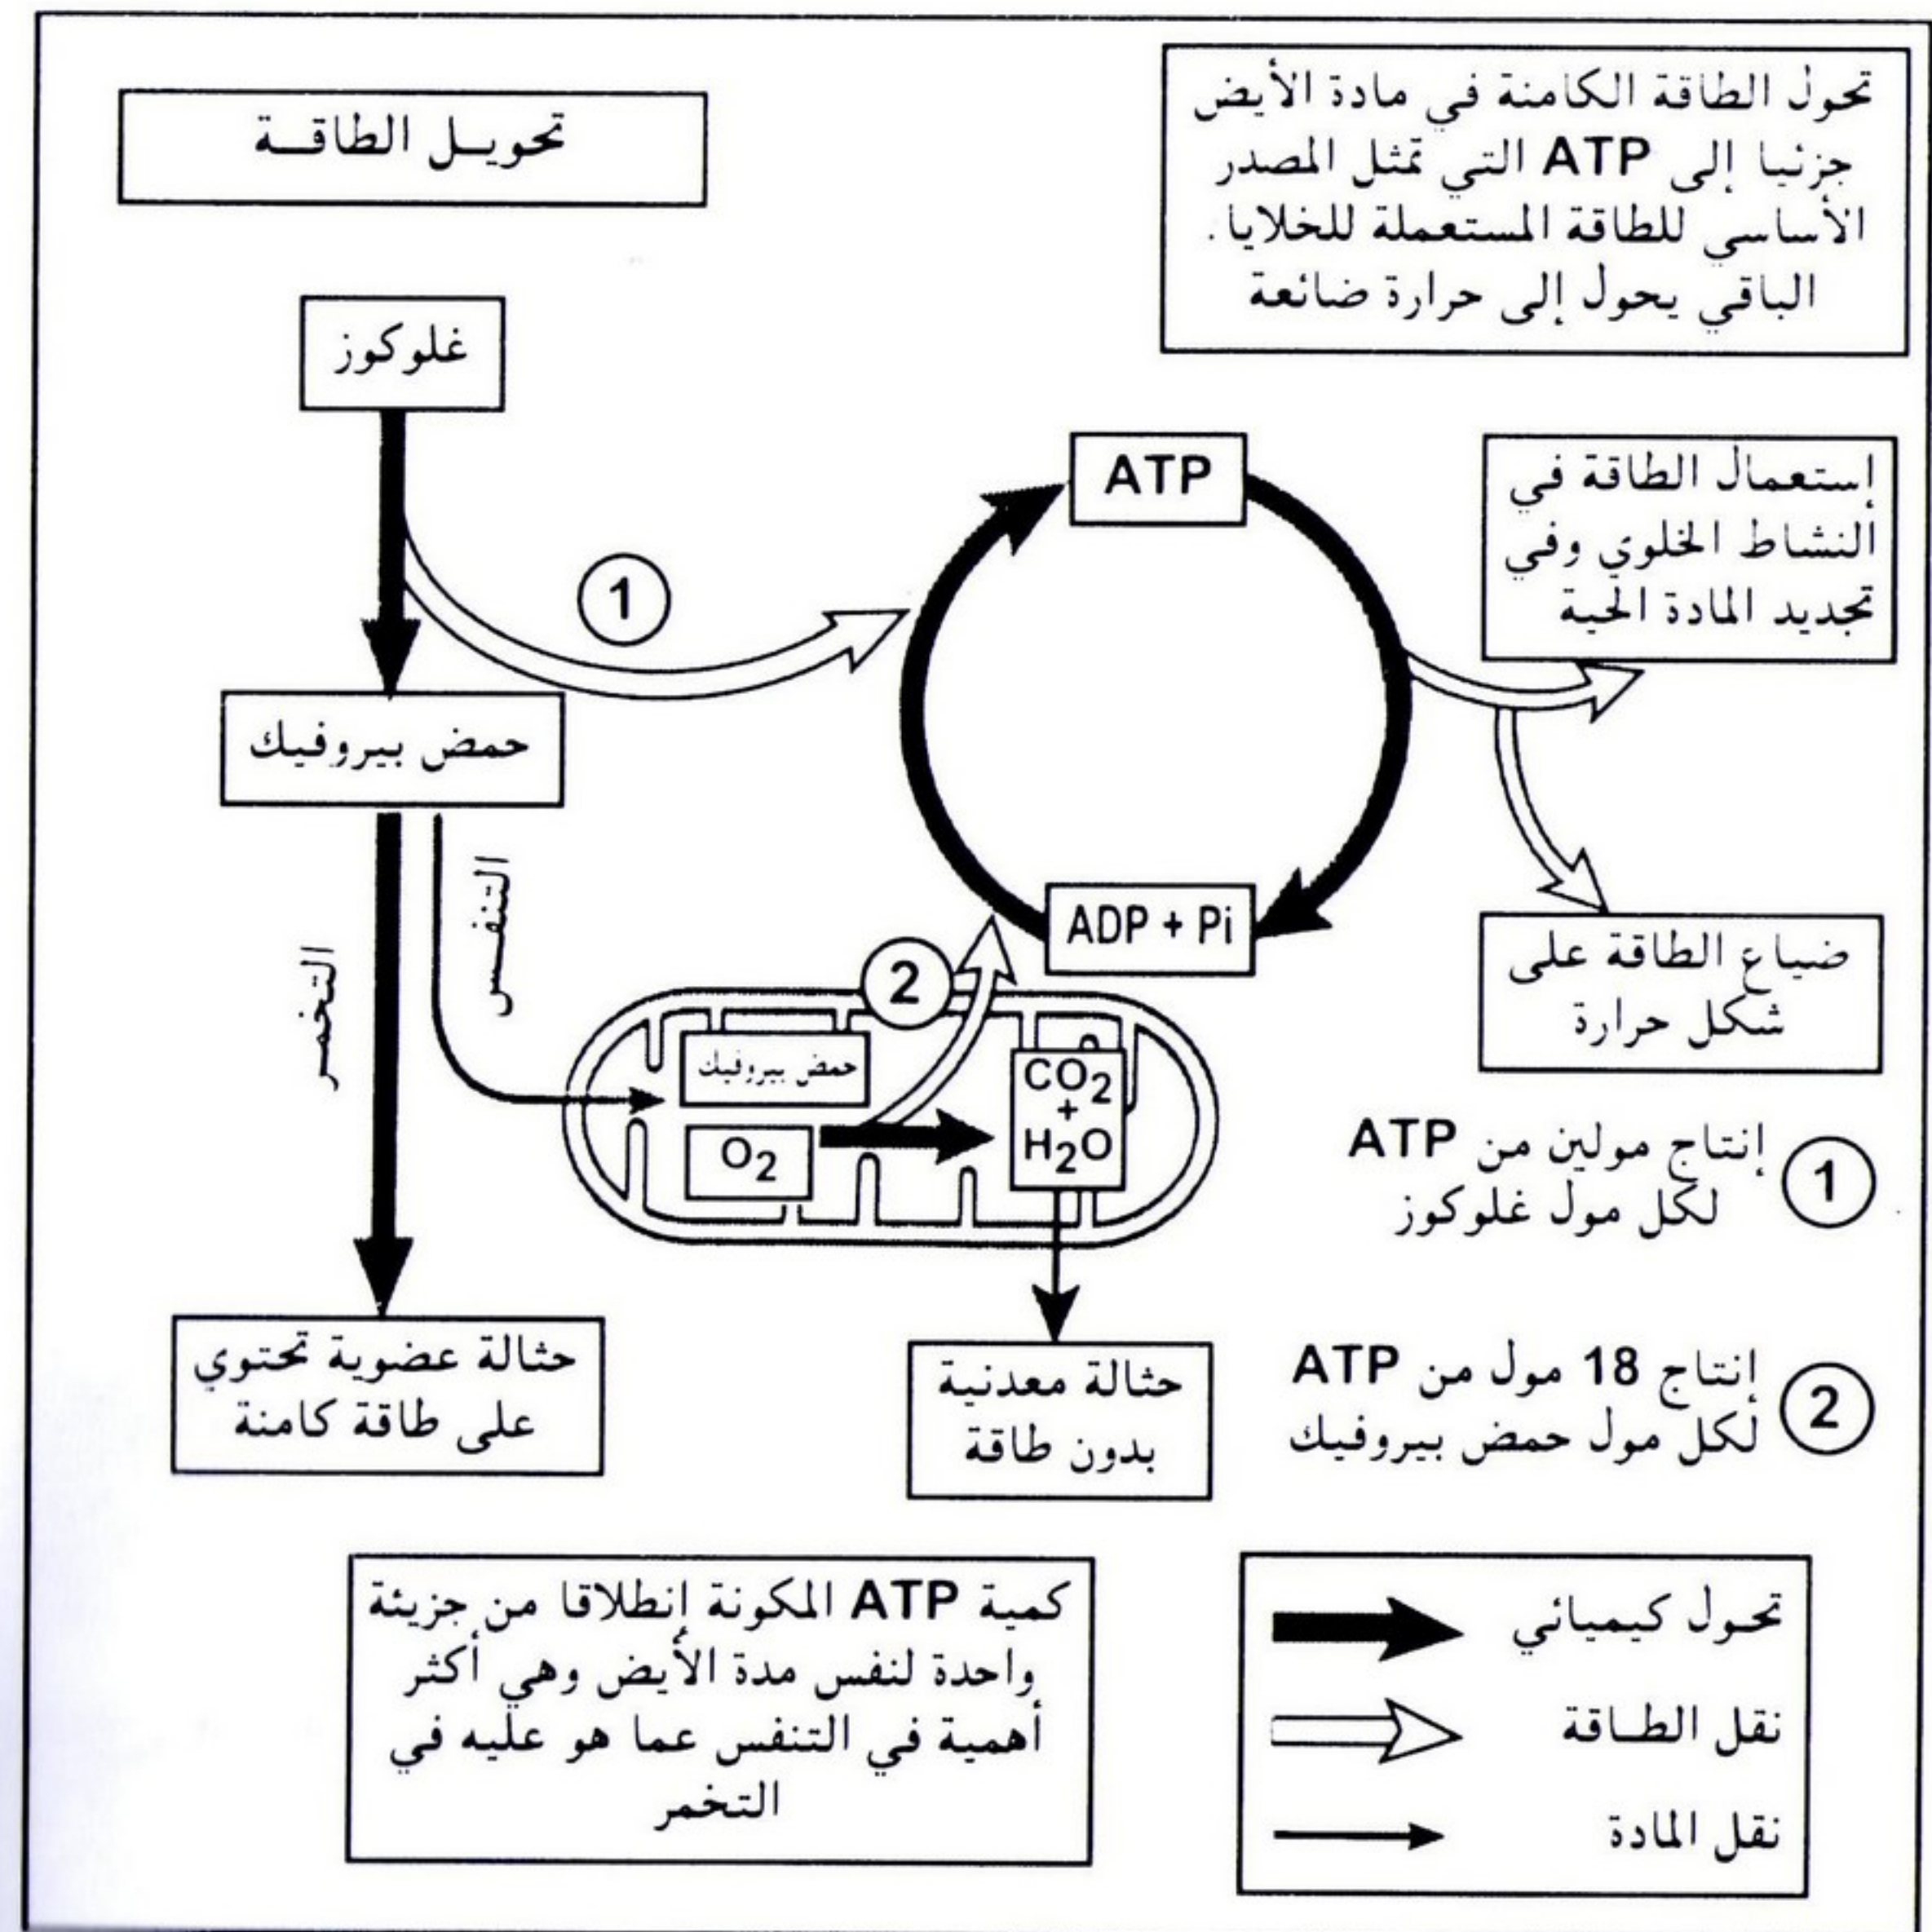 تحويل الطاقة
تحول الطاقة الكامنة في مادة الأيض
جزئيا إلى ATP التي تمثل المصدر
الأساسي للطاقة المستعملة للخلايا.
الباقي يحول إلى حرارة ضائعة
غلوكوز
ATP
إستعمال الطاقة في
النشاط الخلوي وفي
تجديد المادة الحية
1
حمض بيروفيك
التنفس
التخمر
ADP + Pi
ضياع الطاقة على
شكل حرارة
2
حمض بيروفيك
O2
CO2
+
H2O
1 إنتاج مولين من ATP
لكل مول غلوكوز
2 إنتاج 18 مول من ATP
لكل مول حمض بيروفيك
حثالة عضوية تحتوي
على طاقة كامنة
حثالة معدنية
بدون طاقة
كمية ATP المكونة إنطلاقا من جزيئة
واحدة لنفس مدة الأيض وهي أكثر
أهمية في التنفس عما هو عليه في
التخمر
تحول كيميائي
نقل الطاقة
نقل المادة